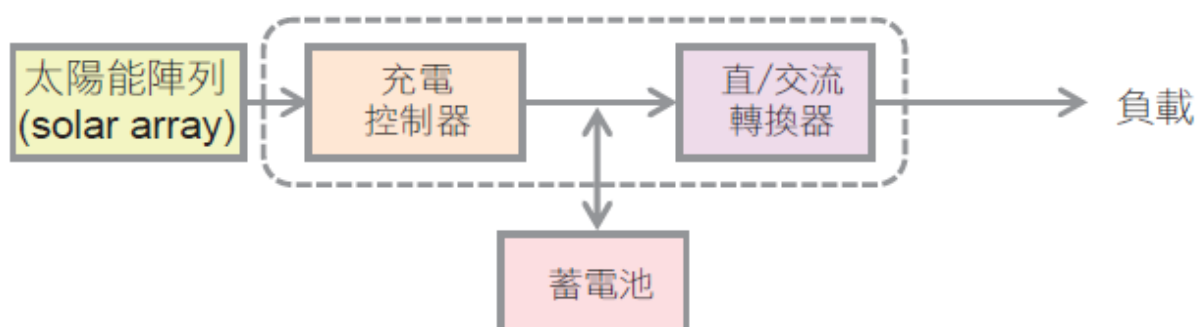 太陽能陣列
(solar array)
充電
控制器
直/交流
轉換器
負載
蓄電池